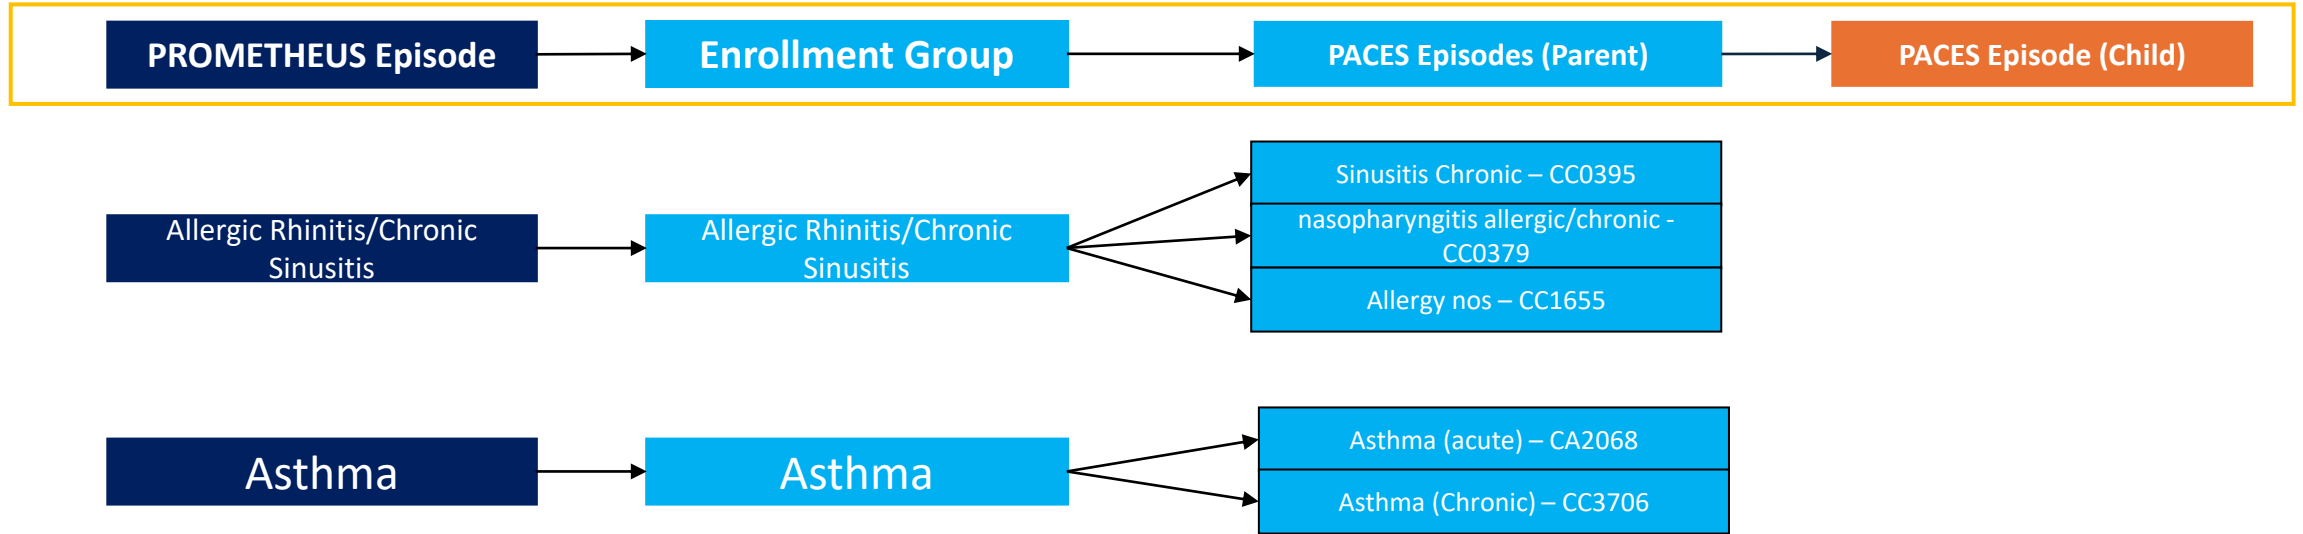 PROMETHEUS Episode
Enrollment Group
PACES Episodes (Parent)
PACES Episode (Child)
Allergic Rhinitis/Chronic
Sinusitis
Allergic Rhinitis/Chronic
Sinusitis
Sinusitis Chronic – CC0395
nasopharyngitis allergic/chronic -
CC0379
Allergy nos – CC1655
Asthma
Asthma
Asthma (acute) – CA2068
Asthma (Chronic) – CC3706